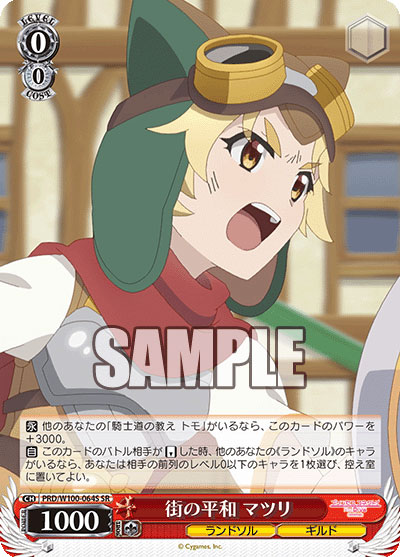 LEVEL
0
0
COST
SAMPLE
永 他のあなたの「騎士道の教え トモ」がいるなら、このカードのパワーを
+3000。
自 このカードのバトル相手が した時、他のあなたの《ランドソル》のキャラ
がいるなら、あなたは相手の前列のレベル0以下のキャラを1枚選び、控え室
に置いてよい。
CH PRD/W100-064S SR
POWER 1000 SOUL 街の平和 マツリ
ランドソル ギルド
© Cygames, Inc.